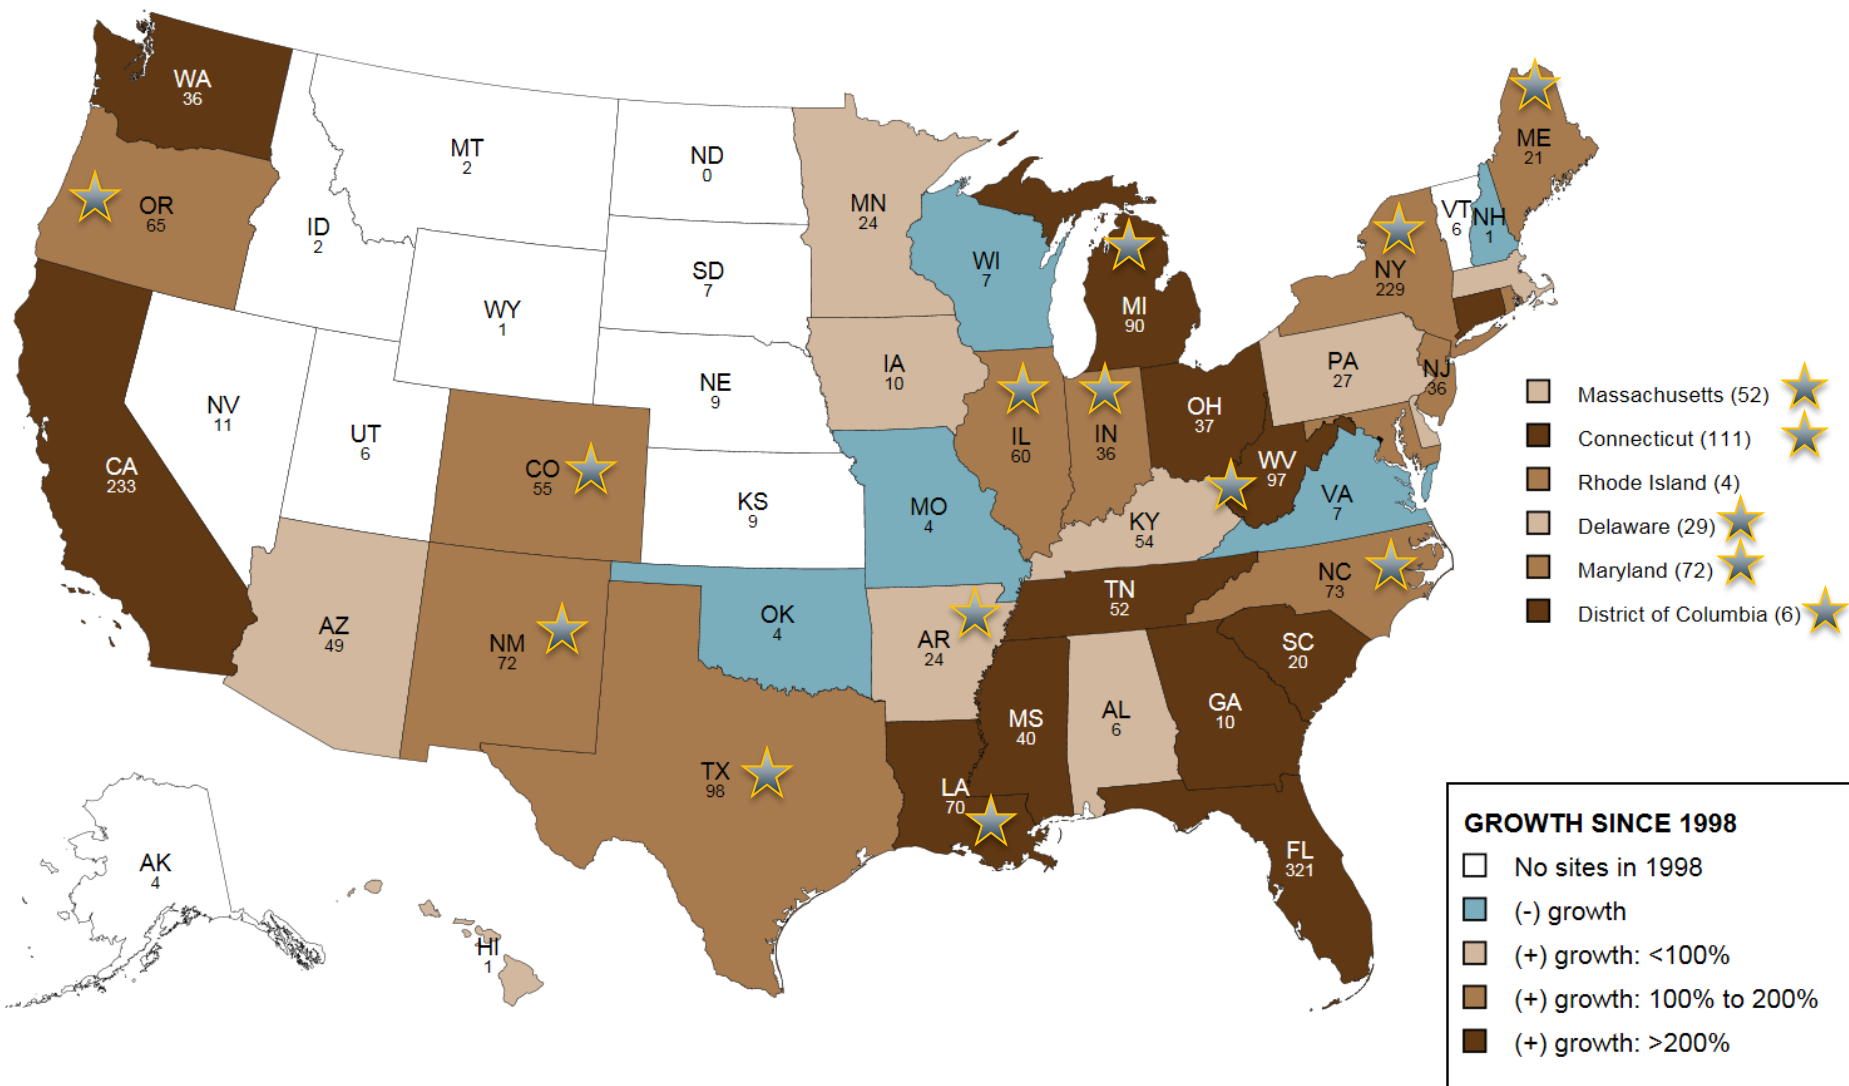 WA
36
OR
65
CA
233
MT
2
ID
2
WY
1
NV
11
UT
6
CO
55
AZ
49
NM
72
ND
0
SD
7
NE
9
KS
9
OK
4
TX
98
MN
24
IA
10
MO
4
AR
24
LA
70
WI
7
IL
60
MI
90
IN
36
OH
37
KY
54
TN
52
MS
40
AL
6
GA
10
FL
321
SC
20
NC
73
VA
7
WV
97
PA
27
NJ
36
NY
229
VT
6
NH
1
ME
21
AK
4
HI
1
Massachusetts (52)
Connecticut (111)
Rhode Island (4)
Delaware (29)
Maryland (72)
District of Columbia (6)
GROWTH SINCE 1998
No sites in 1998
(-) growth
(+) growth: <100%
(+) growth: 100% to 200%
(+) growth: >200%